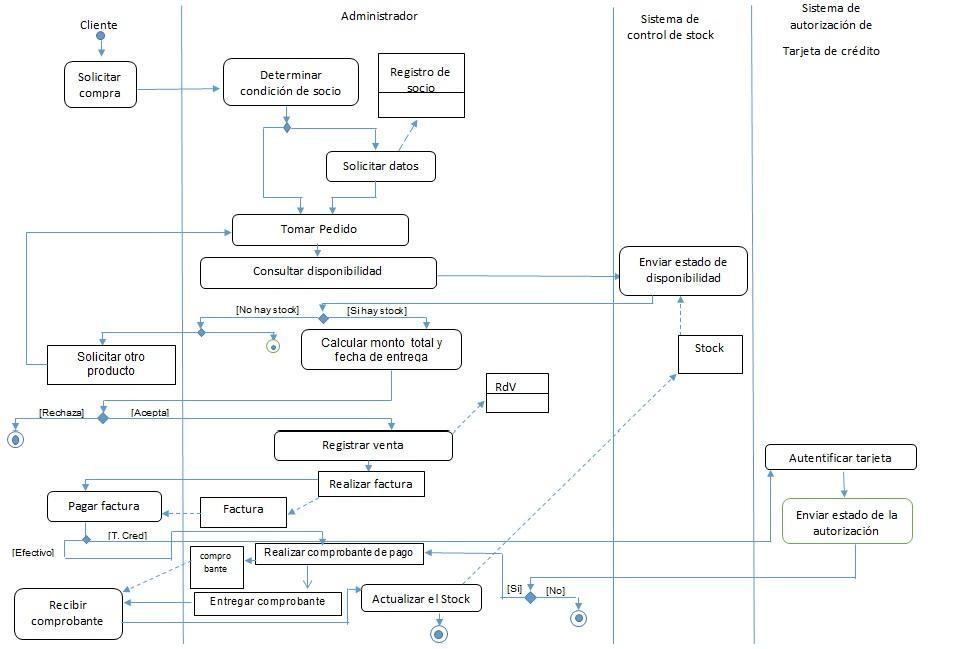 Cliente
Administrador
Sistema de
control de stock
Sistema de
autorización de
Tarjeta de crédito
Solicitar
compra
Determinar
condición de socio
Registro de
socio
Solicitar datos
Tomar Pedido
Consultar disponibilidad
Enviar estado de
disponibilidad
[No hay stock]
[Si hay stock]
Solicitar otro
producto
Calcular monto total y
fecha de entrega
Stock
RdV
[Rechaza]
[Acepta]
Registrar venta
Autentificar tarjeta
Realizar factura
Pagar factura
Factura
Enviar estado de la
autorización
[T. Cred]
[Efectivo]
compro
bante
Realizar comprobante de pago
Entregar comprobante
Actualizar el Stock
[Si]
[No]
Recibir
comprobante